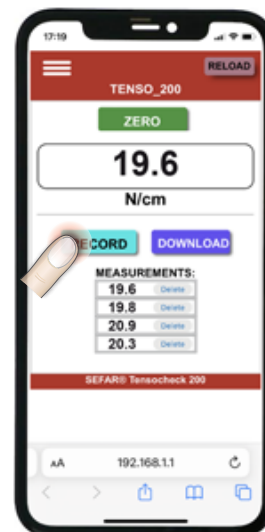 17:19
RELOAD
TENSO_200
ZERO
19.6
N/cm
ECORD DOWNLOAD
MEASUREMENTS:
19.6 Delete
19.8 Delete
20.9 Delete
20.3 Delete
SEFAR® Tensocheck 200
AA 192.168.1.1